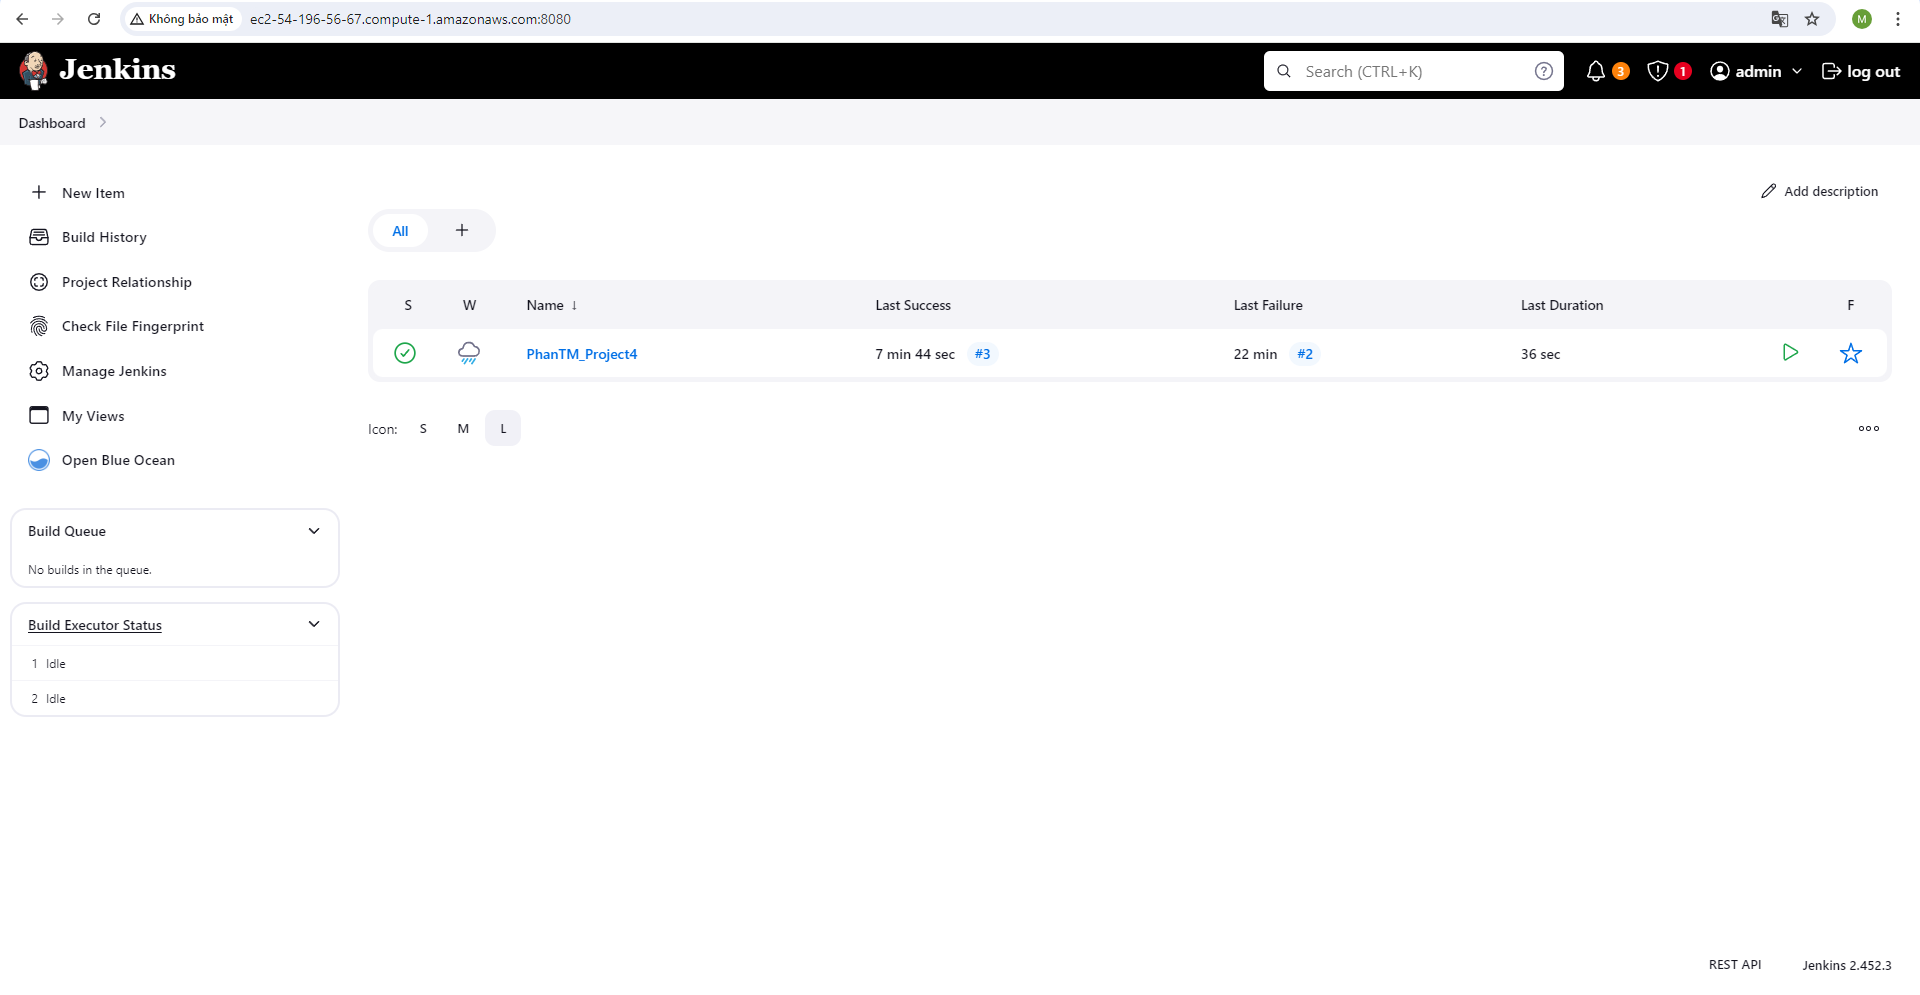 Không bảo mật
ec2-54-196-56-67.compute-1.amazonaws.com:8080
M
Jenkins
Search (CTRL+K)
?
3
1
admin
log out
Dashboard
New Item
Build History
Project Relationship
Check File Fingerprint
Manage Jenkins
My Views
Open Blue Ocean
Build Queue
No builds in the queue.
Build Executor Status
1 Idle
2 Idle
Add description
All +
S W Name ↓ Last Success Last Failure Last Duration F
PhanTM_Project4 7 min 44 sec #3 22 min #2 36 sec
Icon: S M L
REST API Jenkins 2.452.3